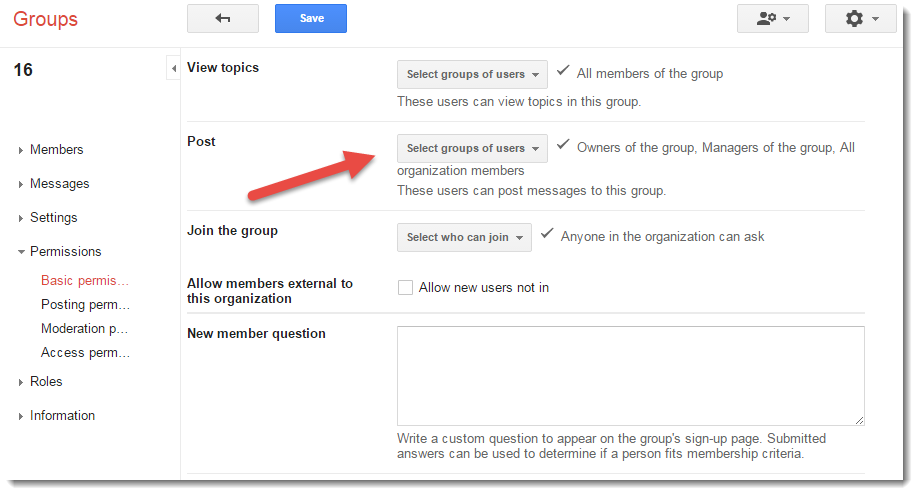 Groups
Save
16
Members
Messages
Settings
Permissions
Basic permis...
Posting perm...
Moderation p...
Access perm...
Roles
Information
View topics
Select groups of users
All members of the group
These users can view topics in this group.
Post
Select groups of users
Owners of the group, Managers of the group, All
organization members
These users can post messages to this group.
Join the group
Select who can join
Anyone in the organization can ask
Allow members external to
this organization
Allow new users not in
New member question
Write a custom question to appear on the group's sign-up page. Submitted
answers can be used to determine if a person fits membership criteria.